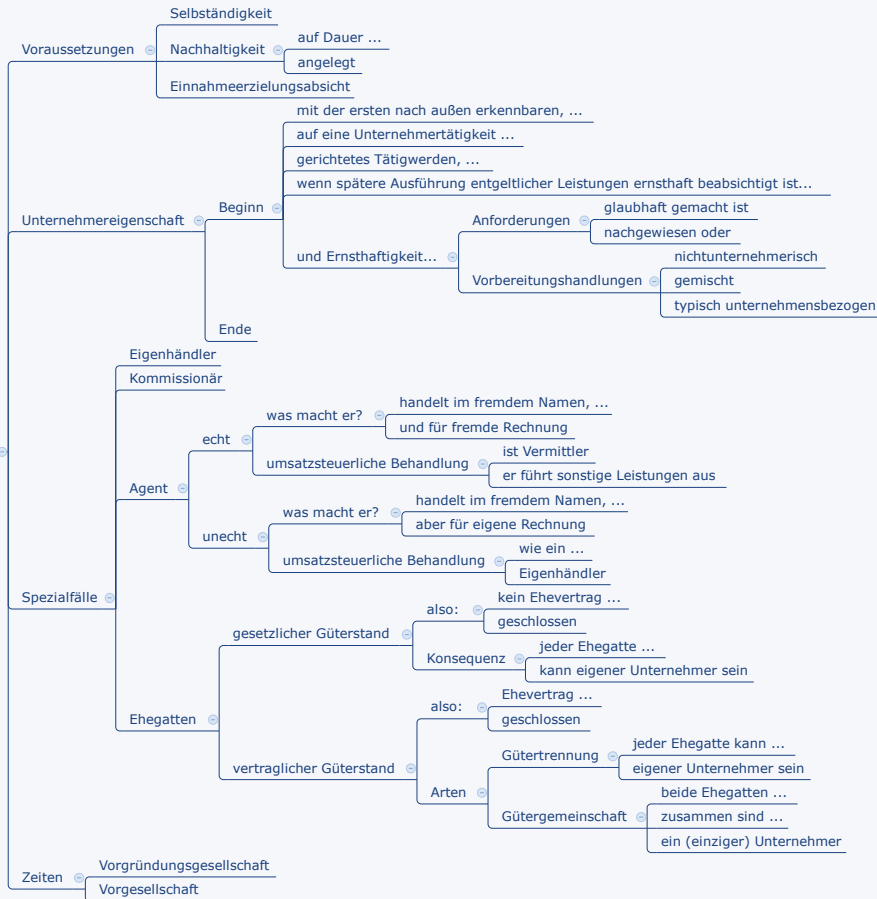 Selbständigkeit
Voraussetzungen
Nachhaltigkeit
auf Dauer ...
angelegt
Einnahmeerzielungsabsicht
mit der ersten nach außen erkennbaren, ...
auf eine Unternehmertätigkeit ...
gerichtetes Tätigwerden, ...
wenn spätere Ausführung entgeltlicher Leistungen ernsthaft beabsichtigt ist...
Unternehmereigenschaft
Beginn
und Ernsthaftigkeit...
Anforderungen
glaubhaft gemacht ist
nachgewiesen oder
Vorbereitungshandlungen
nichtunternehmerisch
gemischt
typisch unternehmensbezogen
Ende
Eigenhändler
Kommissionär
Agent
echt
was macht er?
handelt im fremdem Namen, ...
und für fremde Rechnung
umsatzsteuerliche Behandlung
ist Vermittler
er führt sonstige Leistungen aus
unecht
was macht er?
handelt im fremdem Namen, ...
aber für eigene Rechnung
umsatzsteuerliche Behandlung
wie ein ...
Eigenhändler
Spezialfälle
Ehegatten
gesetzlicher Güterstand
also:
kein Ehevertrag ...
geschlossen
Konsequenz
jeder Ehegatte ...
kann eigener Unternehmer sein
vertraglicher Güterstand
also:
Ehevertrag ...
geschlossen
Arten
Gütertrennung
jeder Ehegatte kann ...
eigener Unternehmer sein
Gütergemeinschaft
beide Ehegatten ...
zusammen sind ...
ein (einziger) Unternehmer
Zeiten
Vorgründungsgesellschaft
Vorgesellschaft